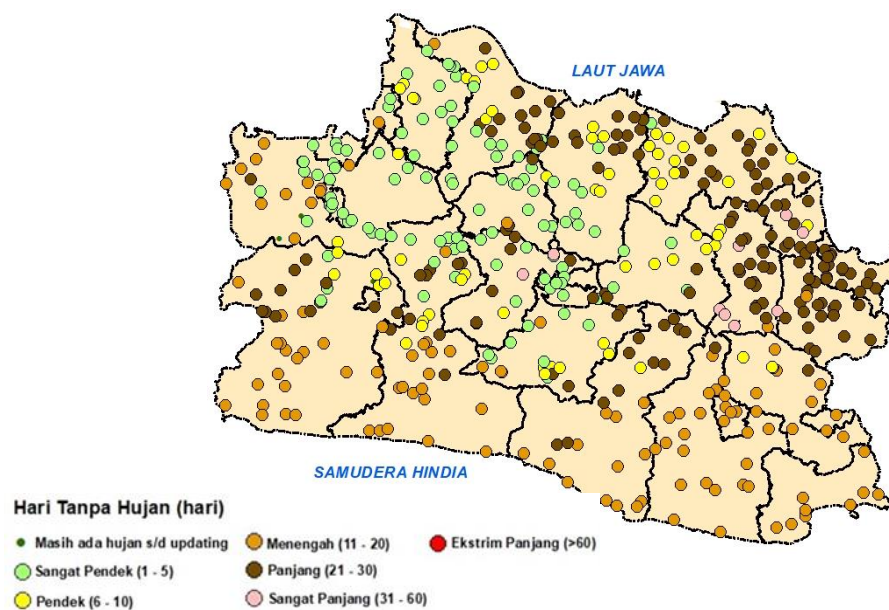 LAUT JAWA
SAMUDERA HINDIA
Hari Tanpa Hujan (hari)
Masih ada hujan s/d updating
Menengah (11 - 20)
Ekstrim Panjang (>60)
Sangat Pendek (1 - 5)
Panjang (21 - 30)
Pendek (6 - 10)
Sangat Panjang (31 - 60)